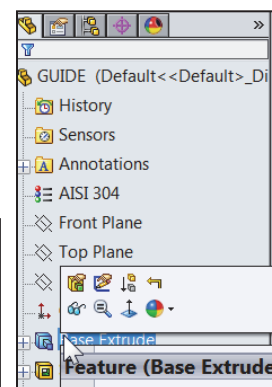 »
GUIDE (Default<<Default>_Di
History
Sensors
Annotations
AISI 304
Front Plane
Top Plane
Base Extrude
Feature (Base Extrude